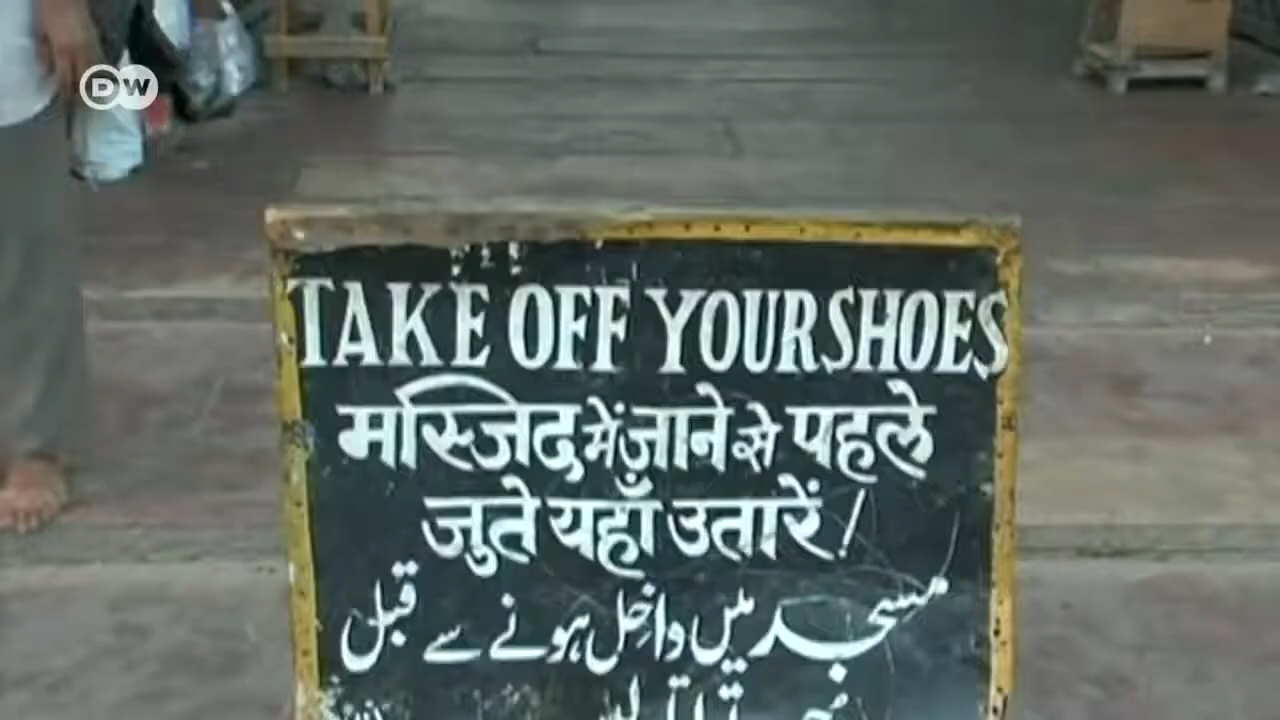 DW
TAKE OFF YOUR SHOES
मस्जिद में जाने से पहले
जुते यहाँ उतारें /
مسجد میں داخل ہونے سے قبل